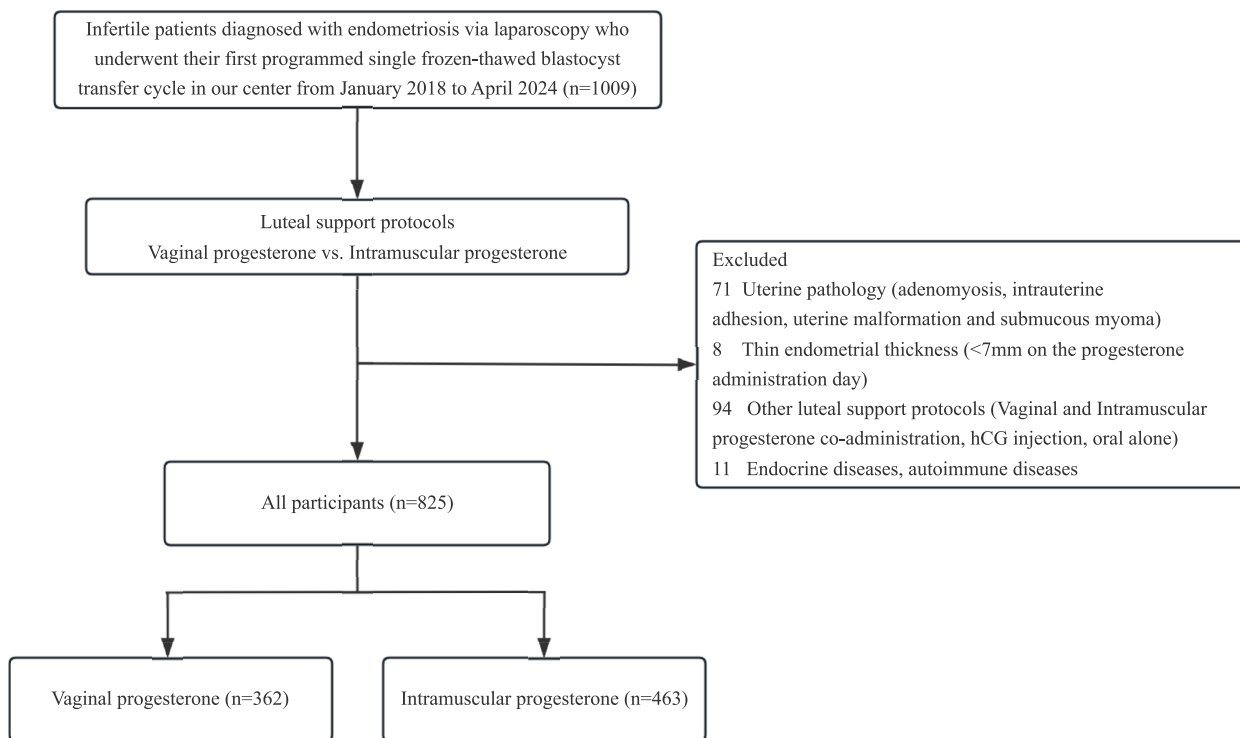 Infertile patients diagnosed with endometriosis via laparoscopy who
underwent their first programmed single frozen-thawed blastocyst
transfer cycle in our center from January 2018 to April 2024 (n=1009)
Luteal support protocols
Vaginal progesterone vs. Intramuscular progesterone
Excluded
71 Uterine pathology (adenomyosis, intrauterine
adhesion, uterine malformation and submucous myoma)
8 Thin endometrial thickness (<7mm on the progesterone
administration day)
94 Other luteal support protocols (Vaginal and Intramuscular
progesterone co-administration, hCG injection, oral alone)
11 Endocrine diseases, autoimmune diseases
All participants (n=825)
Vaginal progesterone (n=362)
Intramuscular progesterone (n=463)